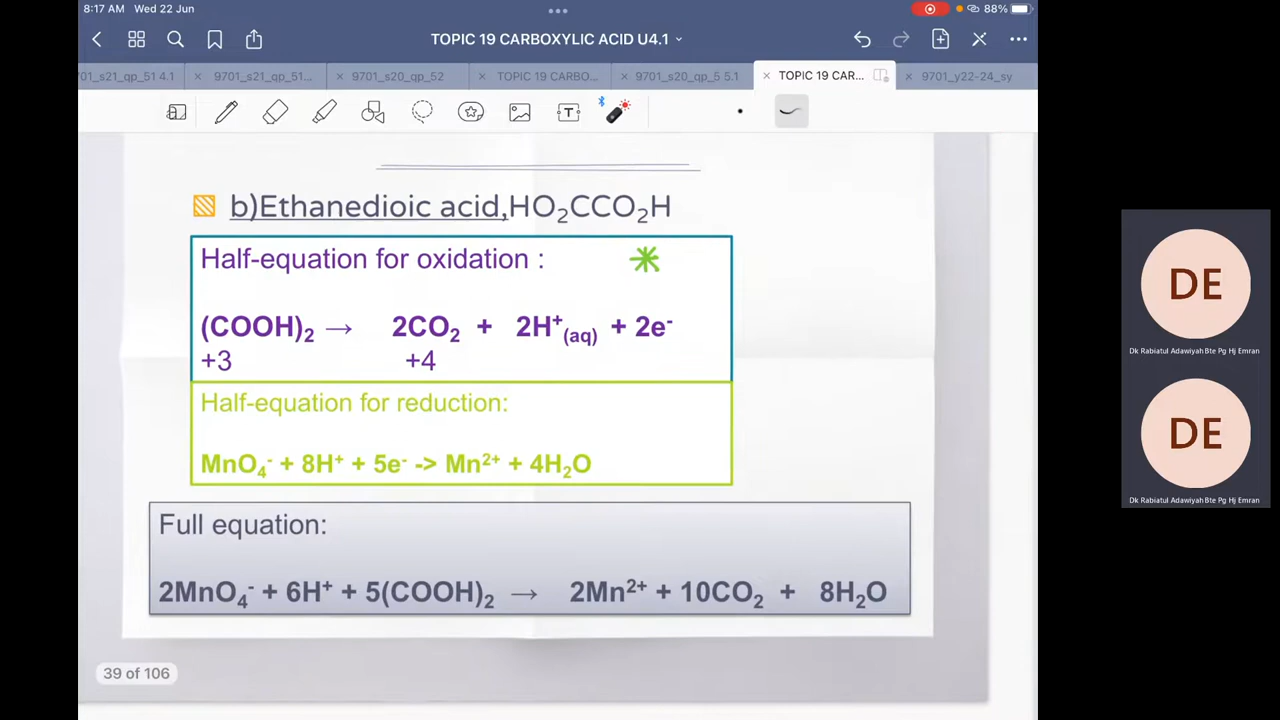 8:17 AM Wed 22 Jun
88%
TOPIC 19 CARBOXYLIC ACID U4.1
701_s21_qp_51 4.1
9701_s21_qp_51...
9701_s20_qp_52
TOPIC 19 CARBO...
9701_s20_qp_5 5.1
TOPIC 19 CAR...
9701_y22-24_sy
b)Ethanedioic acid,HO₂CCO₂H
Half-equation for oxidation :
(COOH)₂ → 2CO₂ + 2H⁺(aq) + 2e⁻
+3 +4
Half-equation for reduction:
MnO₄⁻ + 8H⁺ + 5e⁻ -> Mn²⁺ + 4H₂O
Full equation:
2MnO₄⁻ + 6H⁺ + 5(COOH)₂ → 2Mn²⁺ + 10CO₂ + 8H₂O
39 of 106
DE
Dk Rabiatul Adawiyah Bte Pg Hj Emran
DE
Dk Rabiatul Adawiyah Bte Pg Hj Emran